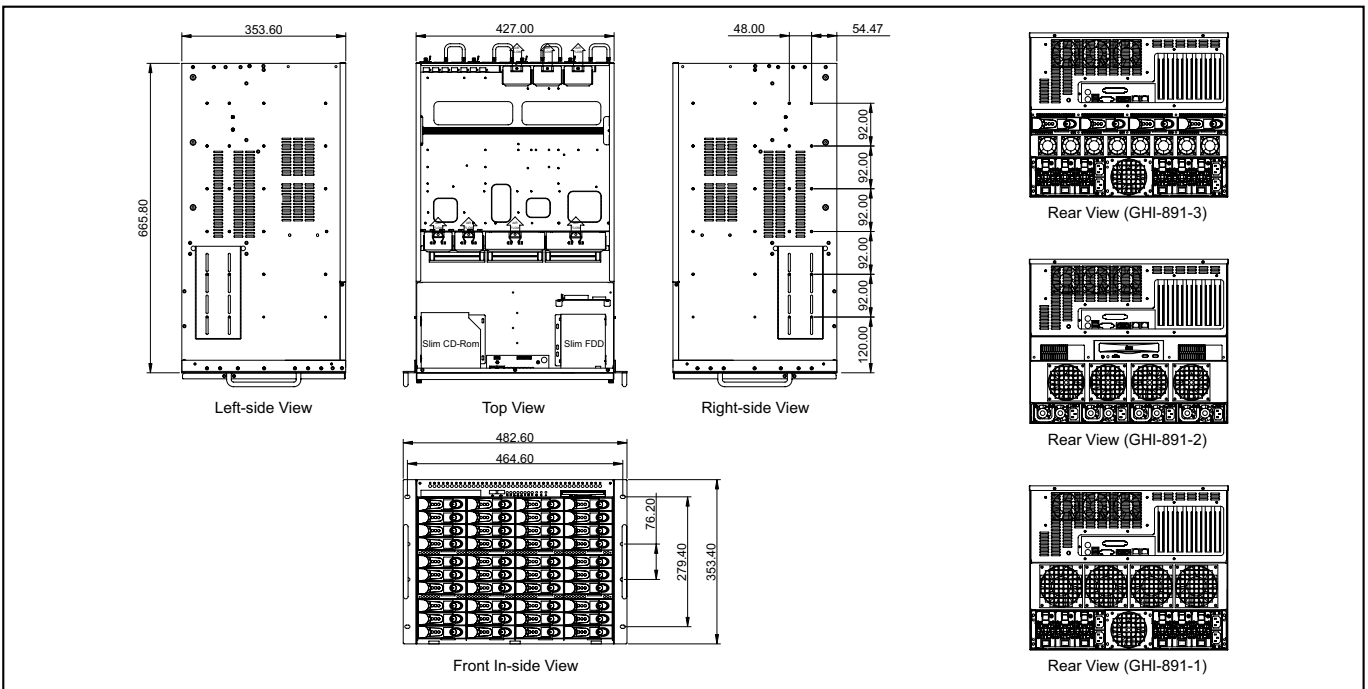 353.60
665.80
Left-side View
427.00
Slim CD-Rom
Slim FDD
Top View
48.00
54.47
92.00
92.00
92.00
92.00
92.00
120.00
Right-side View
482.60
464.60
76.20
279.40
353.40
Front In-side View
Rear View (GHI-891-3)
Rear View (GHI-891-2)
Rear View (GHI-891-1)